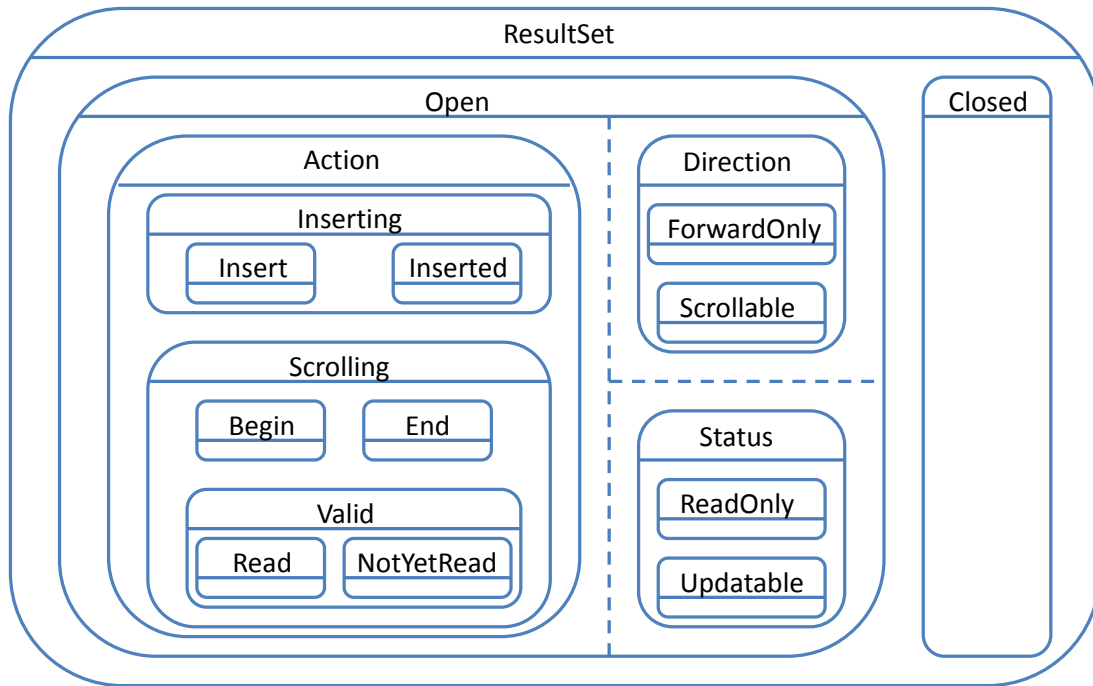 ResultSet
Open
Closed
Action
Direction
Inserting
ForwardOnly
Insert
Inserted
Scrollable
Scrolling
Begin
End
Status
ReadOnly
Valid
Read
NotYetRead
Updatable